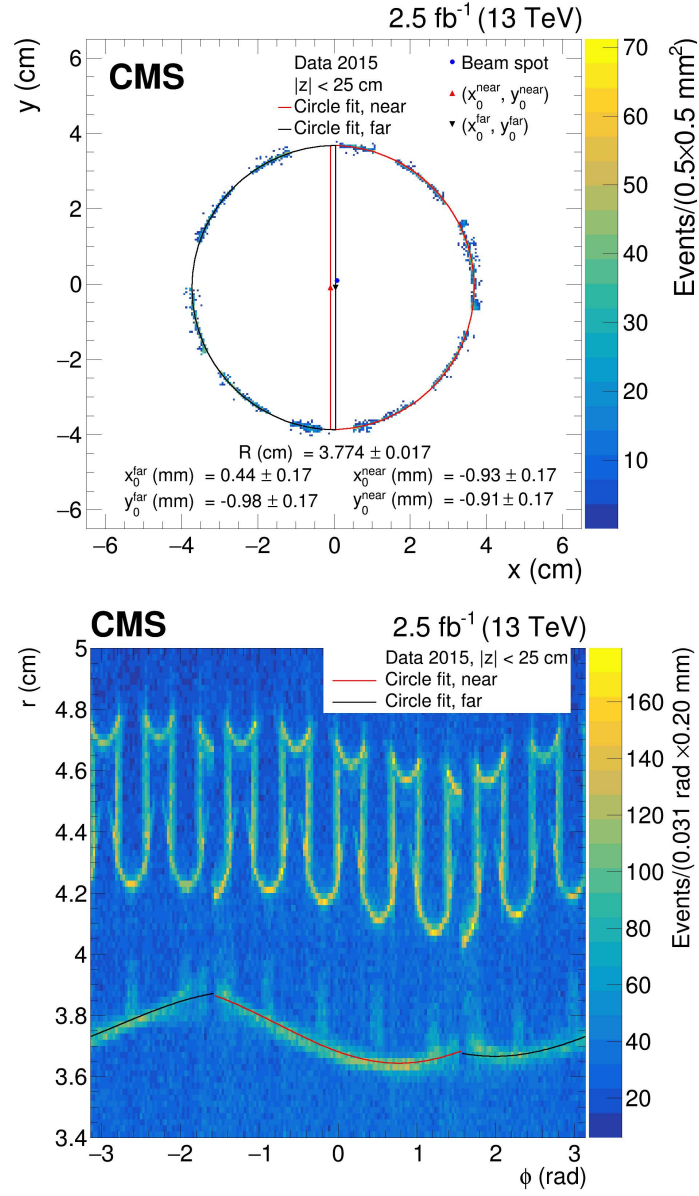 2.5 fb⁻¹ (13 TeV)
CMS
Data 2015
|z| < 25 cm
Circle fit, near
Circle fit, far
Beam spot
(x₀ⁿᵉᵃʳ, y₀ⁿᵉᵃʳ)
(x₀ᶠᵃʳ, y₀ᶠᵃʳ)
y (cm)
6
4
2
0
−2
−4
−6
R (cm) = 3.774 ± 0.017
x₀ᶠᵃʳ (mm) = 0.44 ± 0.17
x₀ⁿᵉᵃʳ (mm) = -0.93 ± 0.17
y₀ᶠᵃʳ (mm) = -0.98 ± 0.17
y₀ⁿᵉᵃʳ (mm) = -0.91 ± 0.17
−6 −4 −2 0 2 4 6
x (cm)
70
60
50
40
30
20
10
Events/(0.5×0.5 mm²)
CMS
2.5 fb⁻¹ (13 TeV)
Data 2015, |z| < 25 cm
Circle fit, near
Circle fit, far
r (cm)
5
4.8
4.6
4.4
4.2
4
3.8
3.6
3.4
−3 −2 −1 0 1 2 3
ϕ (rad)
160
140
120
100
80
60
40
20
Events/(0.031 rad ×0.20 mm)